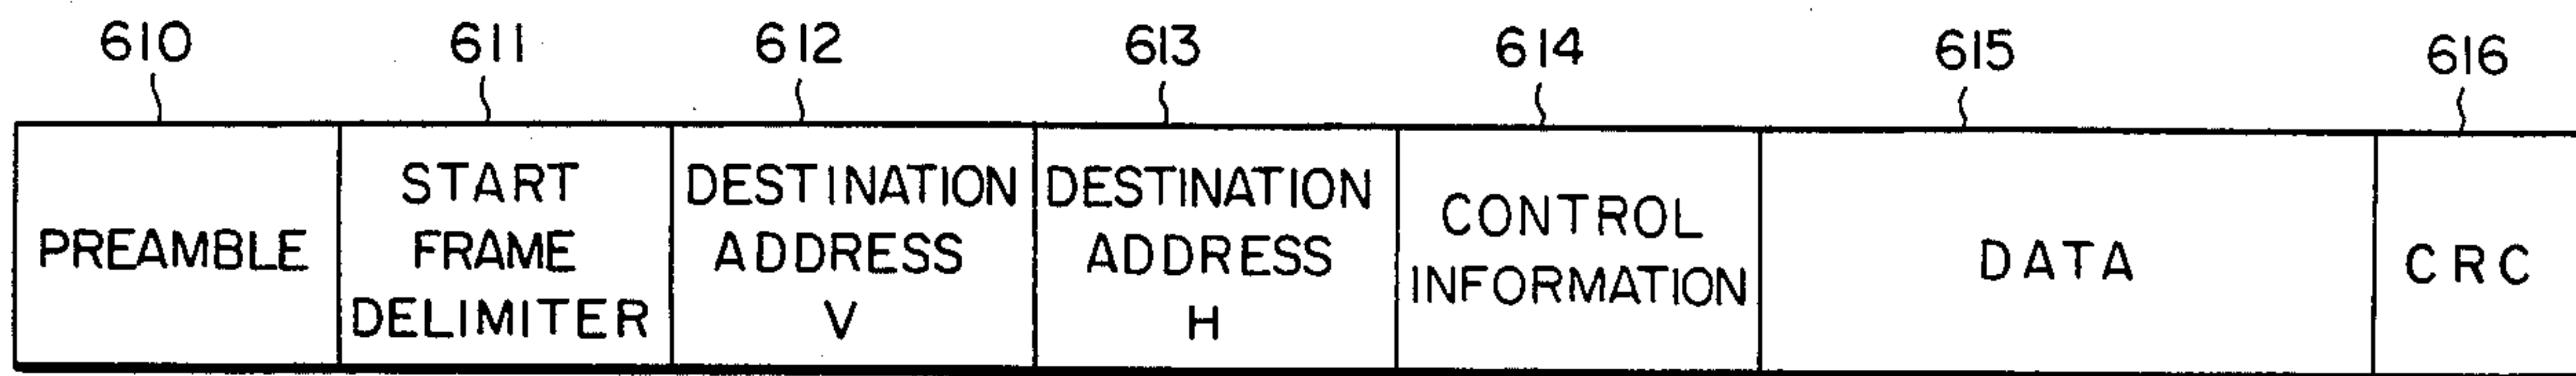 610 611 612 613 614 615 616
PREAMBLE
START
FRAME
DELIMITER
DESTINATION
ADDRESS
V
DESTINATION
ADDRESS
H
CONTROL
INFORMATION
DATA
CRC